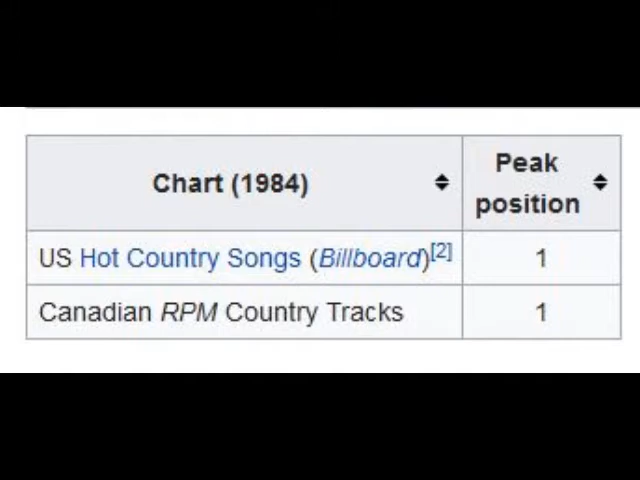 Chart (1984)
Peak
position
US Hot Country Songs (Billboard)[2]
1
Canadian RPM Country Tracks
1